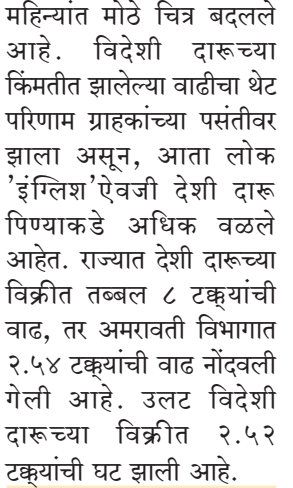 महिन्यांत मोठे चित्र बदलले
आहे. विदेशी दारूच्या
किंमतीत झालेल्या वाढीचा थेट
परिणाम ग्राहकांच्या पसंतीवर
झाला असून, आता लोक
'इंग्लिश'ऐवजी देशी दारू
पिण्याकडे अधिक वळले
आहेत. राज्यात देशी दारूच्या
विक्रीत तब्बल ८ टक्क्यांची
वाढ, तर अमरावती विभागात
२.५४ टक्क्यांची वाढ नोंदवली
गेली आहे. उलट विदेशी
दारूच्या विक्रीत २.५२
टक्क्यांची घट झाली आहे.